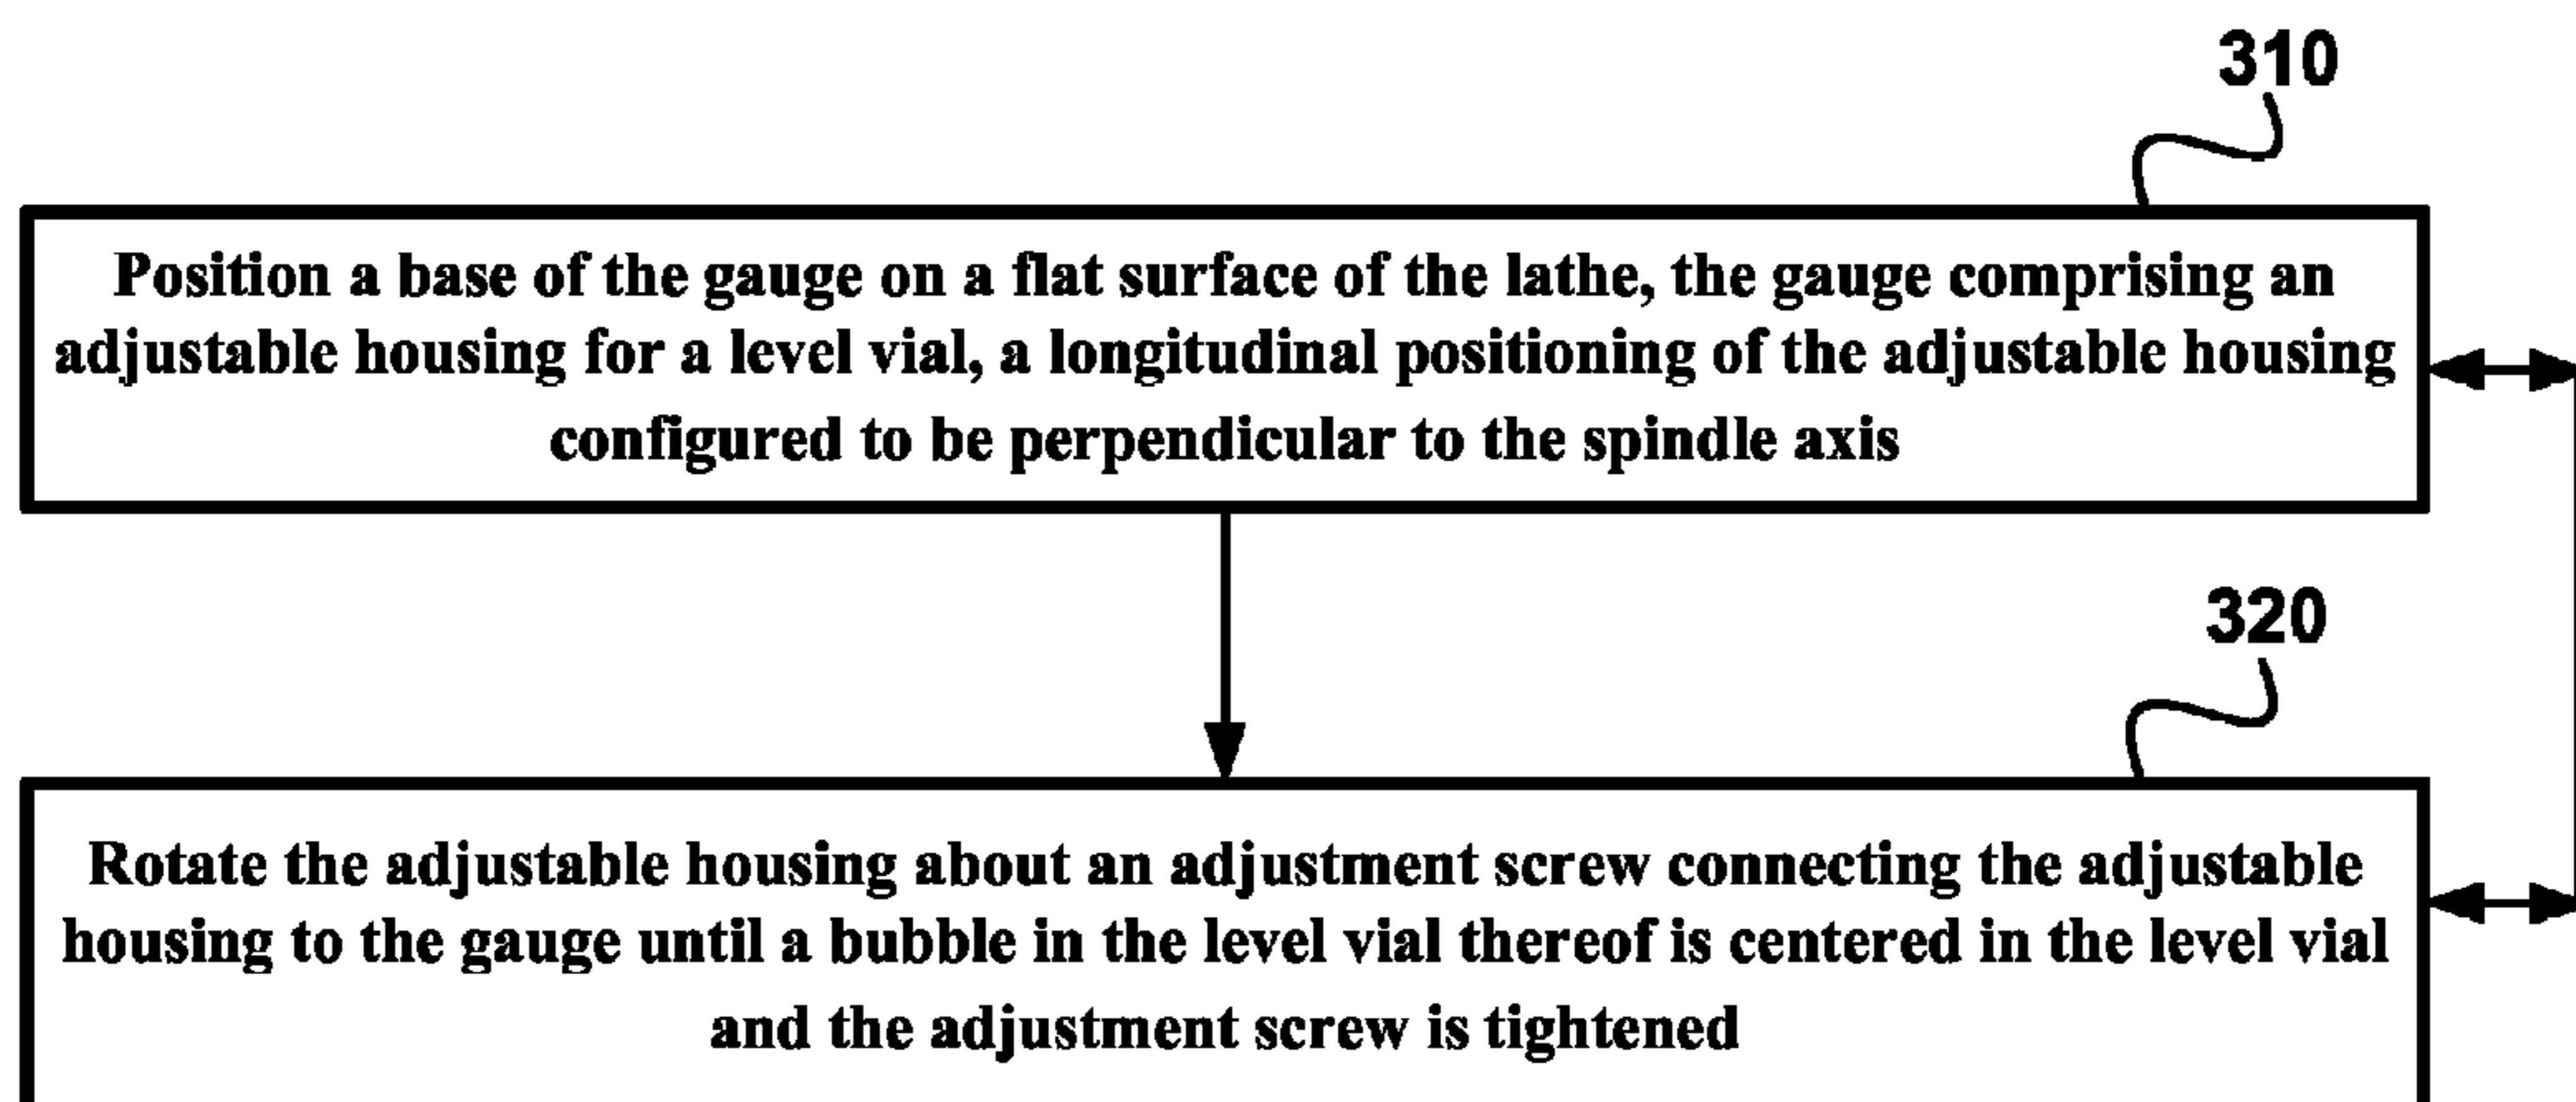 310
Position a base of the gauge on a flat surface of the lathe, the gauge comprising an
adjustable housing for a level vial, a longitudinal positioning of the adjustable housing
configured to be perpendicular to the spindle axis
320
Rotate the adjustable housing about an adjustment screw connecting the adjustable
housing to the gauge until a bubble in the level vial thereof is centered in the level vial
and the adjustment screw is tightened